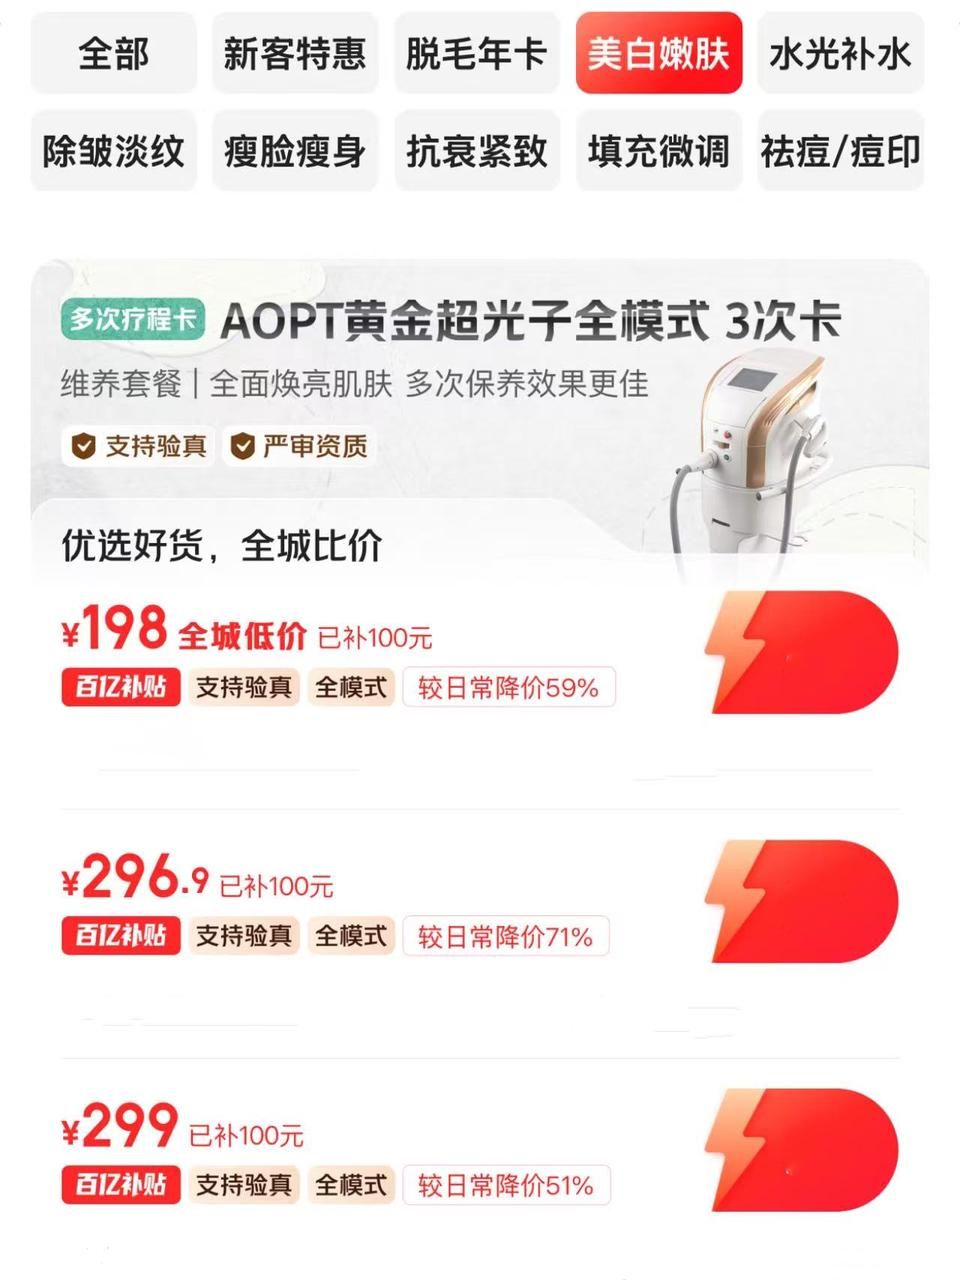 全部 新客特惠 脱毛年卡 美白嫩肤 水光补水
除皱淡纹 瘦脸瘦身 抗衰紧致 填充微调 祛痘/痘印
多次疗程卡 AOPT黄金超光子全模式 3次卡
维养套餐 | 全面焕亮肌肤 多次保养效果更佳
支持验真 严审资质
优选好货，全城比价
¥198 全城低价 已补100元
百亿补贴 支持验真 全模式 较日常降价59%
¥296.9 已补100元
百亿补贴 支持验真 全模式 较日常降价71%
¥299 已补100元
百亿补贴 支持验真 全模式 较日常降价51%